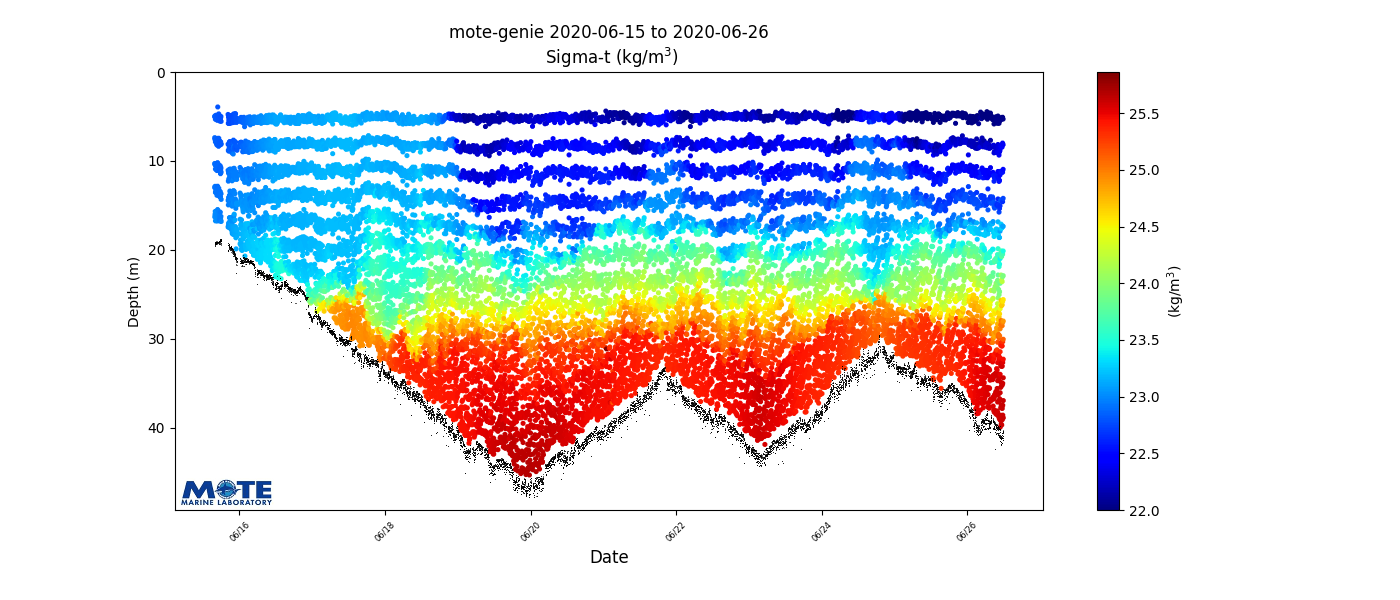 mote-genie 2020-06-15 to 2020-06-26
Sigma-t (kg/m³)
0
10
20
30
40
Depth (m)
06/16
06/18
06/20
06/22
06/24
06/26
Date
25.5
25.0
24.5
24.0
23.5
23.0
22.5
22.0
(kg/m³)
MOTE
MARINE LABORATORY